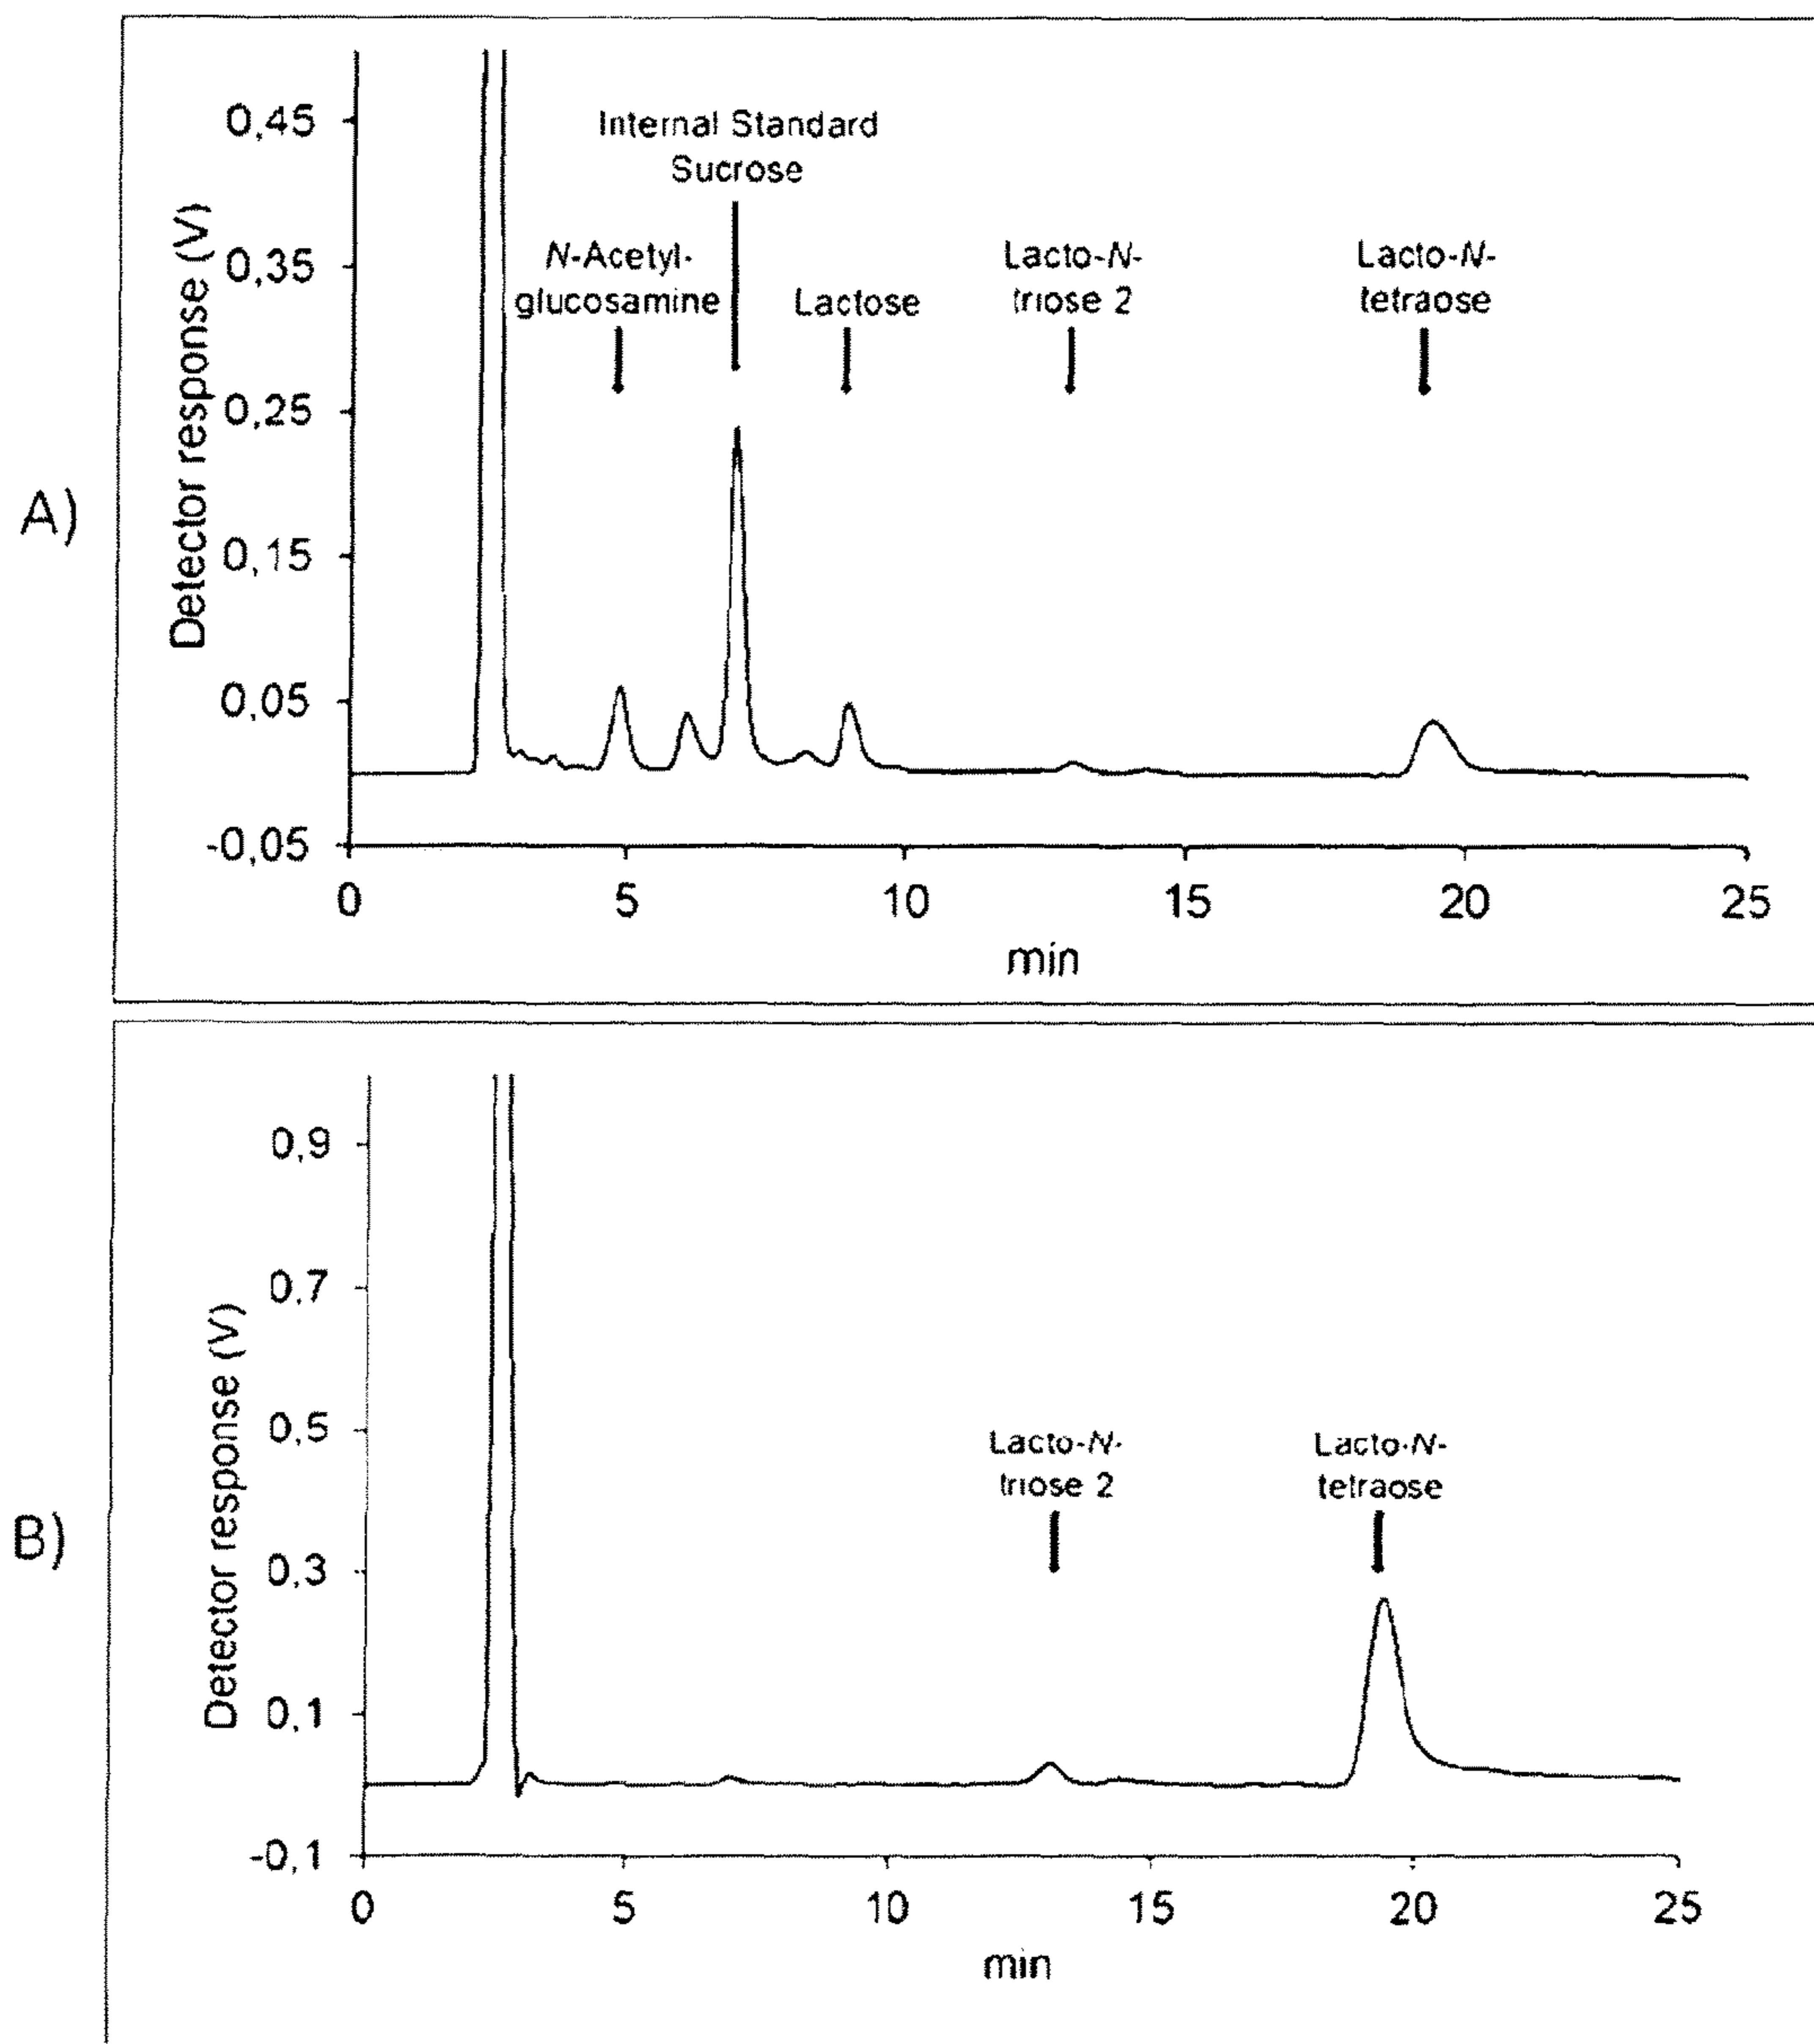 A)
Detector response (V)
0,45
0,35
0,25
0,15
0,05
-0,05
Internal Standard
Sucrose
N-Acetyl-
glucosamine
Lactose
Lacto-N-
triose 2
Lacto-N-
tetraose
0 5 10 15 20 25
min
B)
Detector response (V)
0,9
0,7
0,5
0,3
0,1
-0,1
Lacto-N-
triose 2
Lacto-N-
tetraose
0 5 10 15 20 25
min